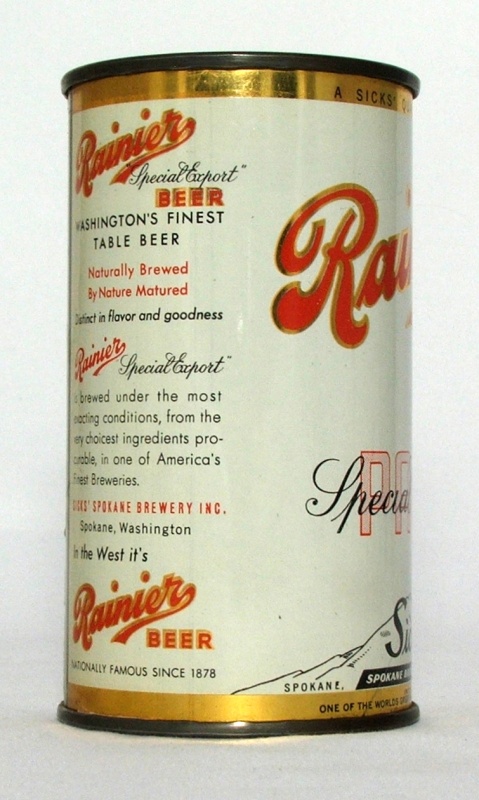 Rainier
"Special Export"
BEER
WASHINGTON'S FINEST
TABLE BEER
Naturally Brewed
By Nature Matured
Distinct in flavor and goodness
Rainier
"Special Export"
brewed under the most
exacting conditions, from the
very choicest ingredients pro-
curable, in one of America's
finest Breweries.
SICKS' SPOKANE BREWERY INC.
Spokane, Washington
In the West it's
Rainier
BEER
NATIONALLY FAMOUS SINCE 1878
A SICKS'
Rai
Specia
Si
SPOKANE,
SPOKANE
ONE OF THE WORLD'S